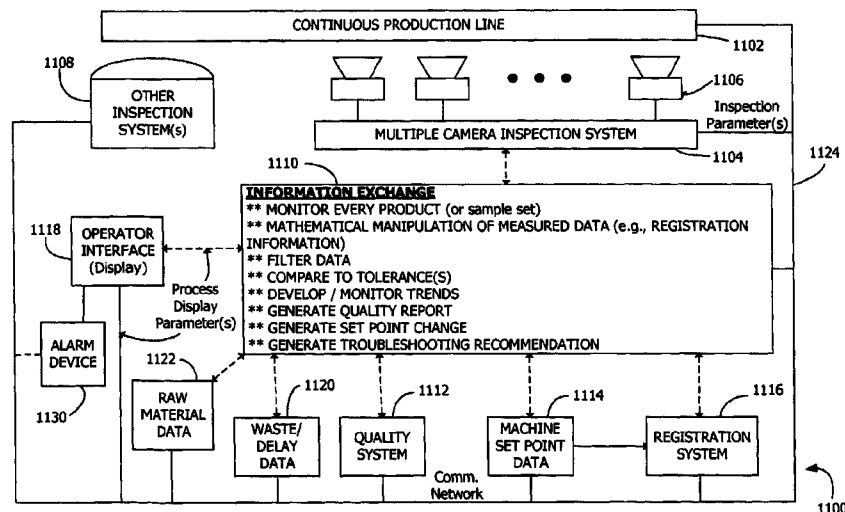 CONTINUOUS PRODUCTION LINE
1102
1108
OTHER
INSPECTION
SYSTEM(s)
1106
Inspection
Parameter(s)
MULTIPLE CAMERA INSPECTION SYSTEM
1104
1124
1110
INFORMATION EXCHANGE
** MONITOR EVERY PRODUCT (or sample set)
** MATHEMATICAL MANIPULATION OF MEASURED DATA (e.g., REGISTRATION
INFORMATION)
** FILTER DATA
** COMPARE TO TOLERANCE(S)
** DEVELOP / MONITOR TRENDS
** GENERATE QUALITY REPORT
** GENERATE SET POINT CHANGE
** GENERATE TROUBLESHOOTING RECOMMENDATION
1118
OPERATOR
INTERFACE
(Display)
Process
Display
Parameter(s)
ALARM
DEVICE
1130
1122
RAW
MATERIAL
DATA
1120
WASTE/
DELAY
DATA
1112
QUALITY
SYSTEM
1114
MACHINE
SET POINT
DATA
1116
REGISTRATION
SYSTEM
Comm.
Network
1100